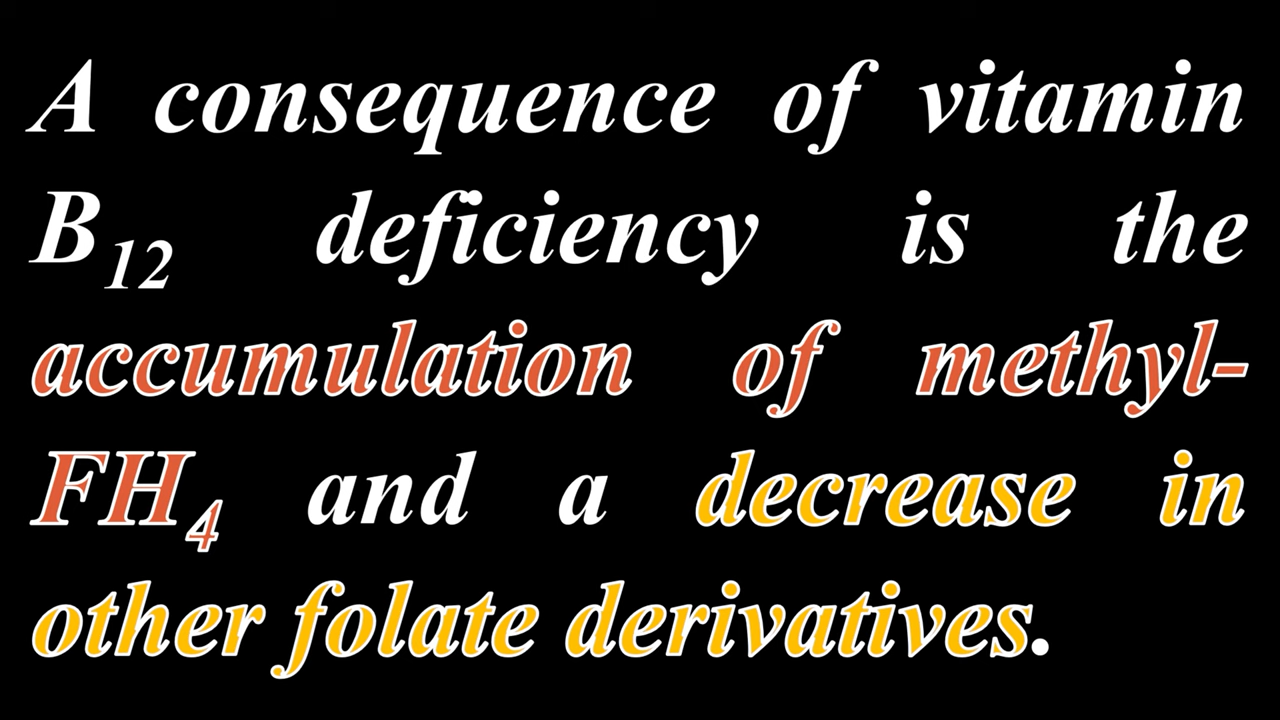 A consequence of vitamin
B₁₂ deficiency is the
accumulation of methyl-
FH₄ and a decrease in
other folate derivatives.